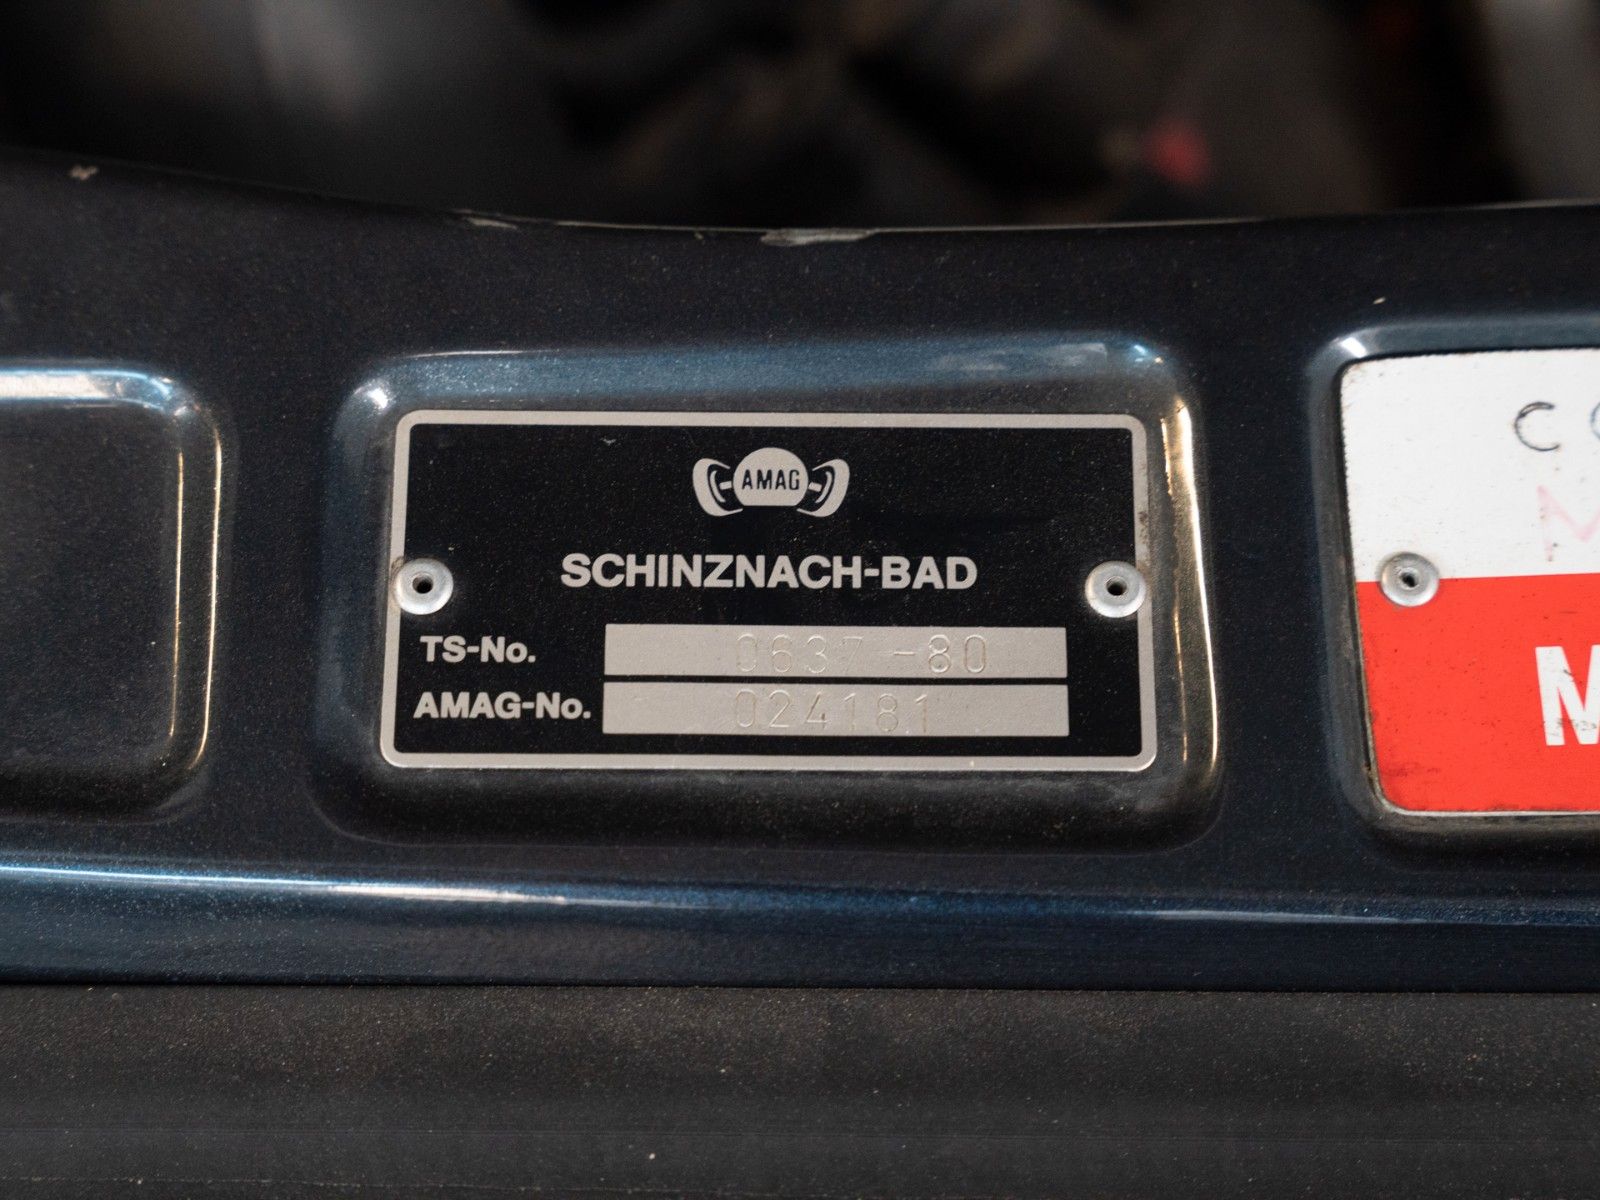 AMAG
SCHINZNACH-BAD
TS-No. 0637-80
AMAG-No. 024181
C
M
M